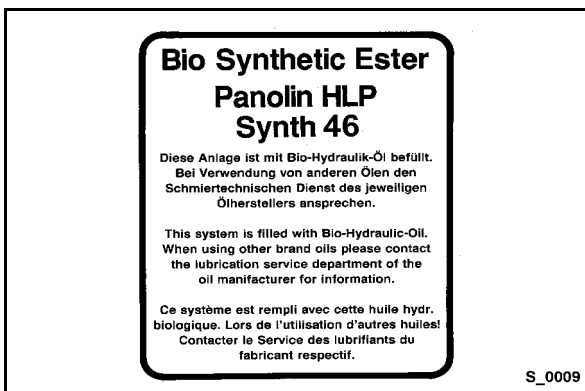 Bio Synthetic Ester
Panolin HLP
Synth 46
Diese Anlage ist mit Bio-Hydraulik-Öl befüllt.
Bei Verwendung von anderen Ölen den
Schmiertechnischen Dienst des jeweiligen
Ölherstellers ansprechen.
This system is filled with Bio-Hydraulic-Oil.
When using other brand oils please contact
the lubrication service department of the
oil manifacturer for information.
Ce système est rempli avec cette huile hydr.
biologique. Lors de l'utilisation d'autres huiles!
Contacter le Service des lubrifiants du
fabricant respectif.
S_0009